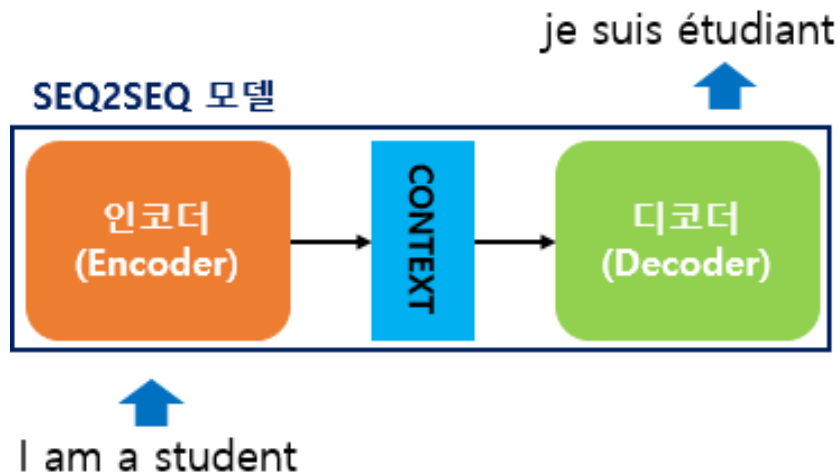 je suis étudiant
SEQ2SEQ 모델
인코더
(Encoder)
CONTEXT
디코더
(Decoder)
I am a student